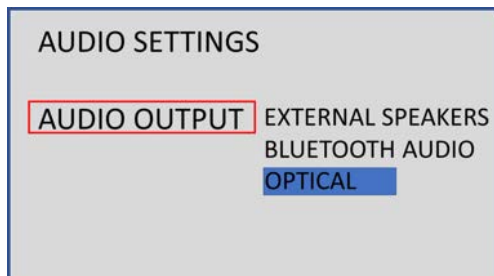 AUDIO SETTINGS
AUDIO OUTPUT EXTERNAL SPEAKERS
BLUETOOTH AUDIO
OPTICAL